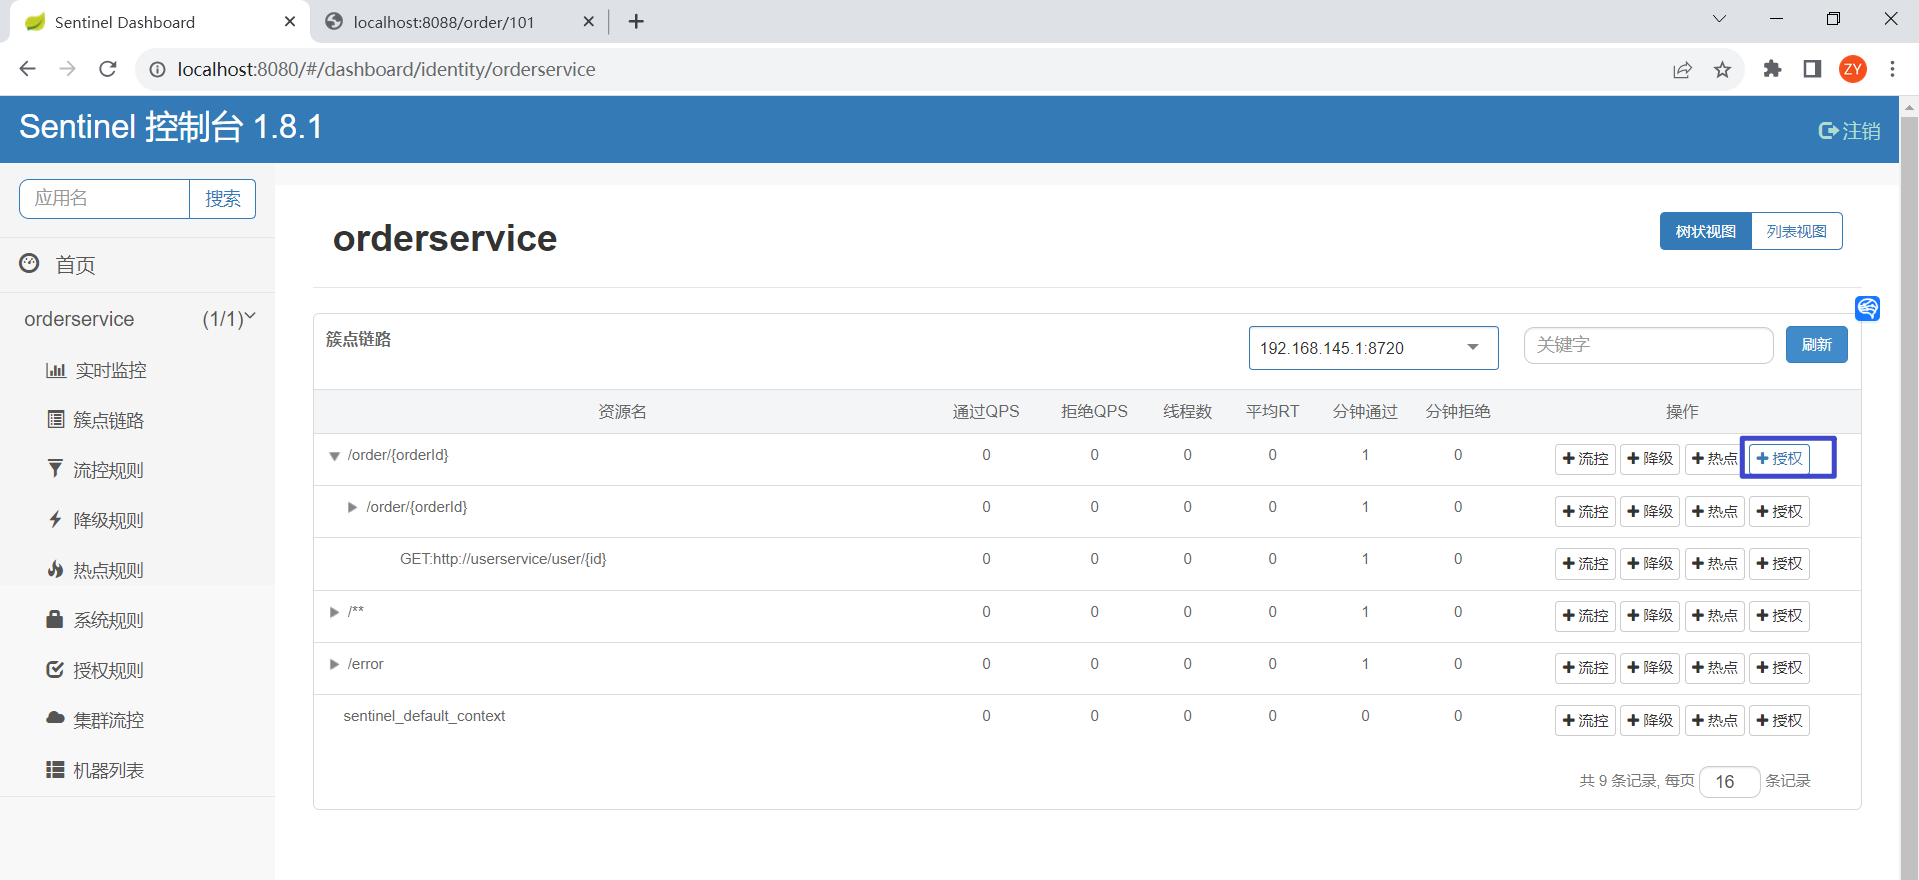 Sentinel Dashboard
localhost:8088/order/101
localhost:8080/#/dashboard/identity/orderservice
ZY
Sentinel 控制台 1.8.1
注销
应用名
搜索
首页
orderservice (1/1)
实时监控
簇点链路
流控规则
降级规则
热点规则
系统规则
授权规则
集群流控
机器列表
orderservice
树状视图 列表视图
簇点链路
192.168.145.1:8720
关键字
刷新
资源名 通过QPS 拒绝QPS 线程数 平均RT 分钟通过 分钟拒绝 操作
/order/{orderId} 0 0 0 0 1 0 流控 降级 热点 授权
/order/{orderId} 0 0 0 0 1 0 流控 降级 热点 授权
GET:http://userservice/user/{id} 0 0 0 0 1 0 流控 降级 热点 授权
/** 0 0 0 0 1 0 流控 降级 热点 授权
/error 0 0 0 0 1 0 流控 降级 热点 授权
sentinel_default_context 0 0 0 0 0 0 流控 降级 热点 授权
共 9 条记录, 每页 16 条记录